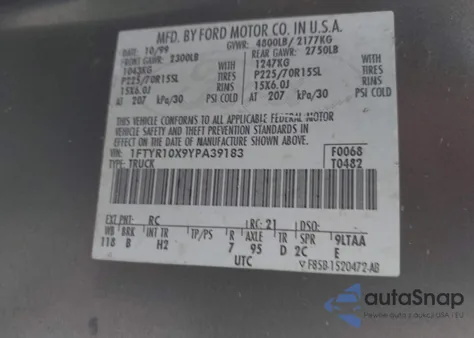 MFD. BY FORD MOTOR CO. IN U.S.A.
DATE: 10/99 GVWR: 4800LB/ 2177KG
FRONT GAWR: 2300LB REAR GAWR: 2750LB
1043KG WITH 1247KG WITH
P225/70R15SL TIRES P225/70R15SL TIRES
15X6.0J RIMS 15X6.0J RIMS
AT 207 kPa/30 PSI COLD AT 207 kPa/30 PSI COLD
THIS VEHICLE CONFORMS TO ALL APPLICABLE FEDERAL MOTOR
VEHICLE SAFETY AND THEFT PREVENTION STANDARDS IN EFFECT
ON THE DATE OF MANUFACTURE SHOWN ABOVE.
VIN: 1FTYR10X9YPA39183 F0068
TYPE: TRUCK T0482
EXT PNT: RC RC: 21 DSO:
WB BRK INT TR TP/PS R AXLE TR SPR 9LTAA
118 B H2 7 95 D 2C E
UTC F85B-1520472-AB
autoSnap